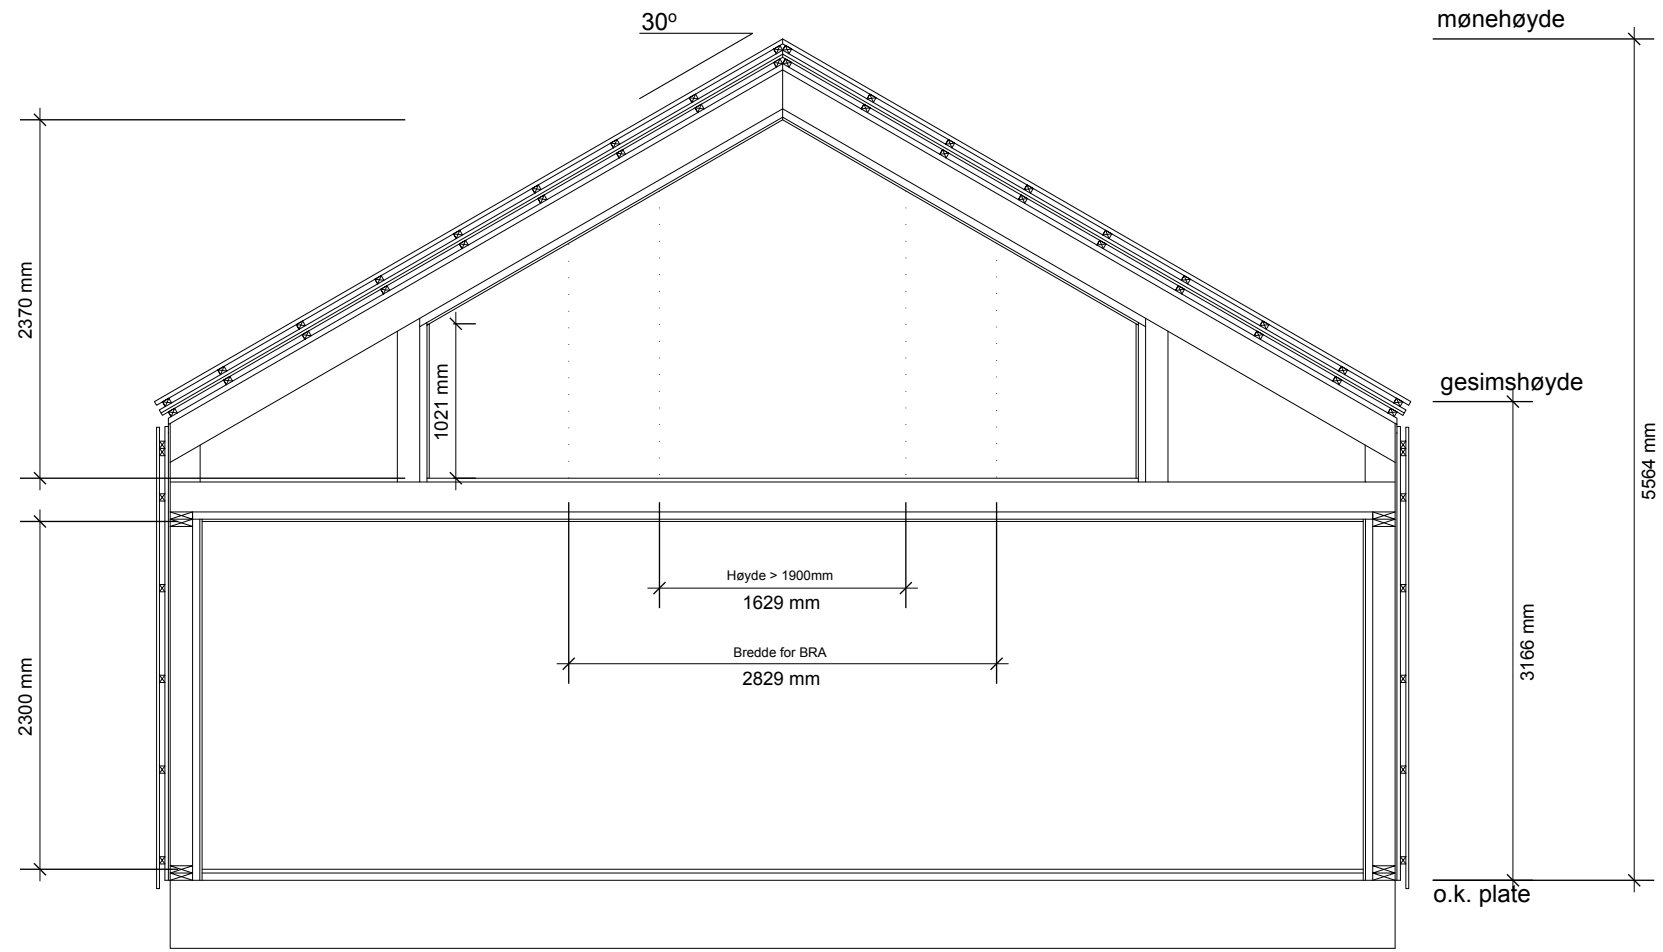 30º
mønehøyde
2370 mm
1021 mm
gesimshøyde
5564 mm
Høyde > 1900mm
1629 mm
3166 mm
Bredde for BRA
2829 mm
2300 mm
o.k. plate